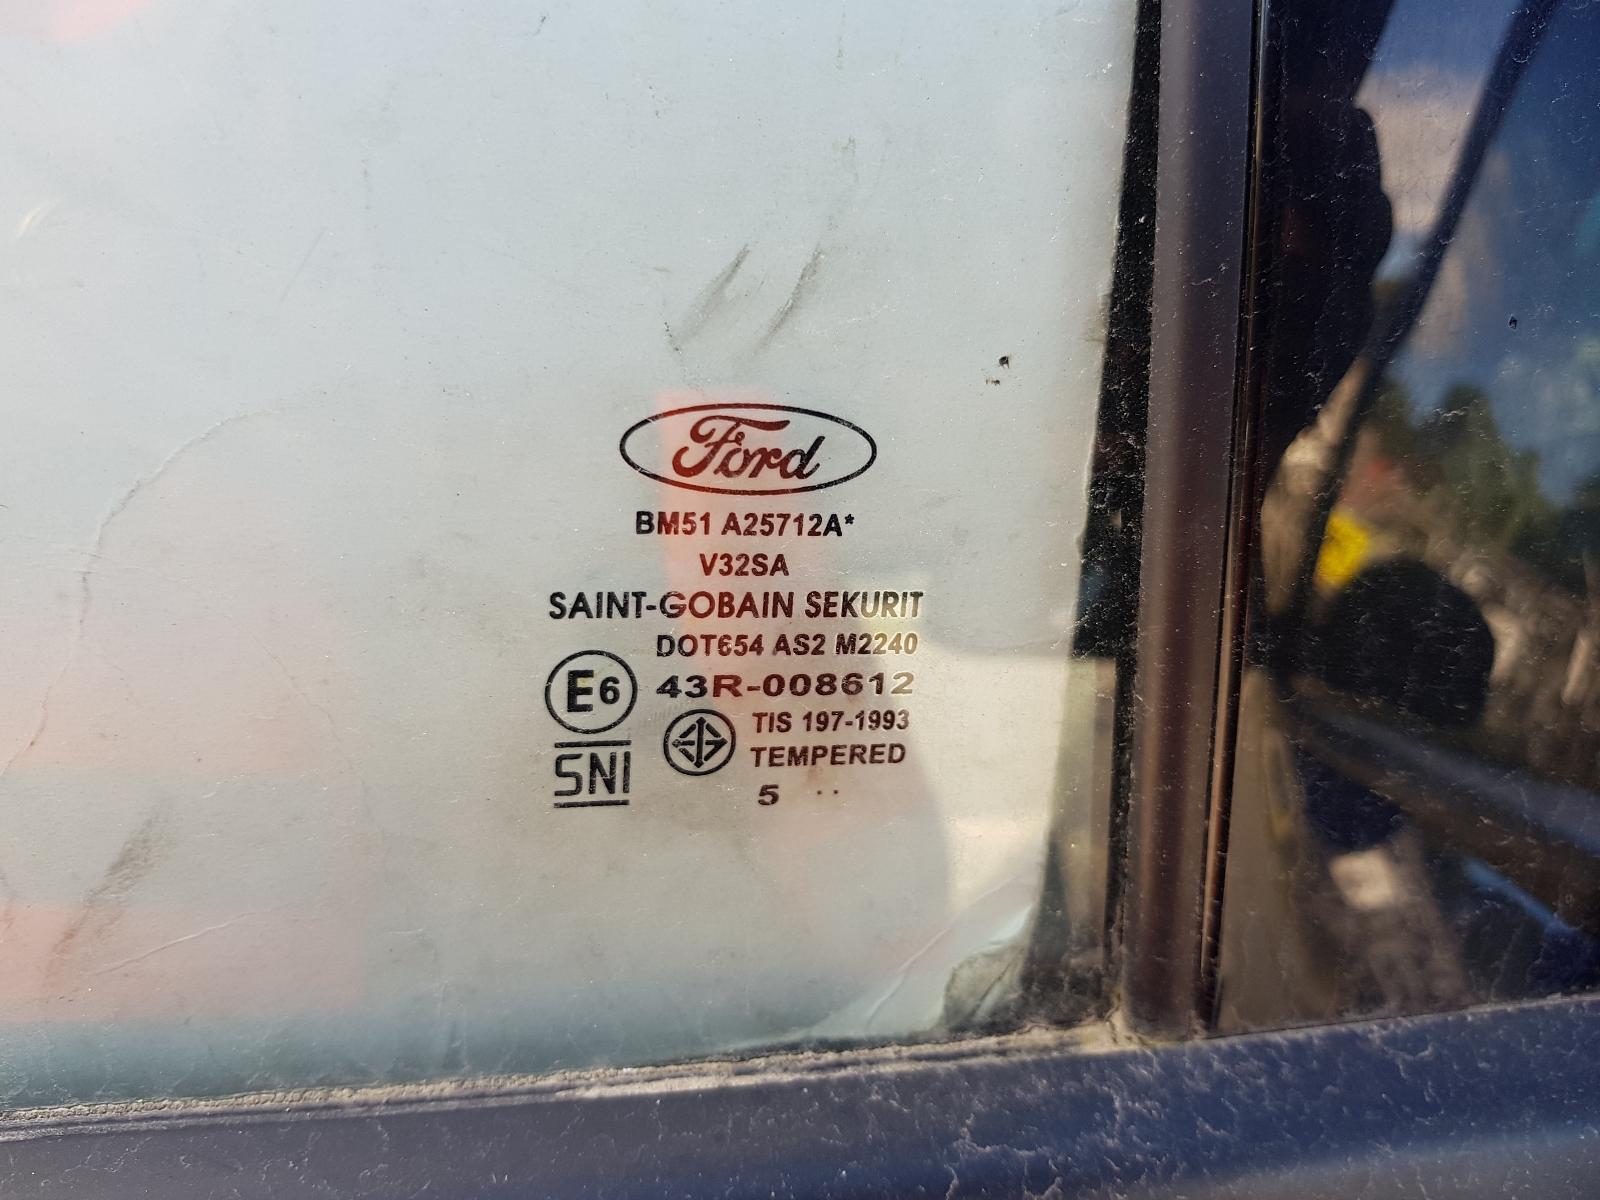 Ford
BM51 A25712A*
V32SA
SAINT-GOBAIN SEKURIT
DOT654 AS2 M2240
E6 43R-008612
TIS 197-1993
SNI TEMPERED
5 ..